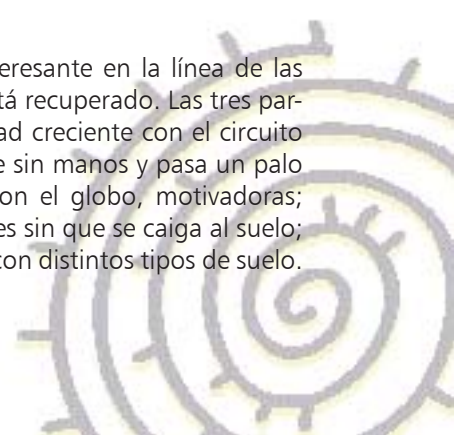 eresante en la línea de las
tá recuperado. Las tres par-
ad creciente con el circuito
e sin manos y pasa un palo
on el globo, motivadoras;
es sin que se caiga al suelo;
con distintos tipos de suelo.